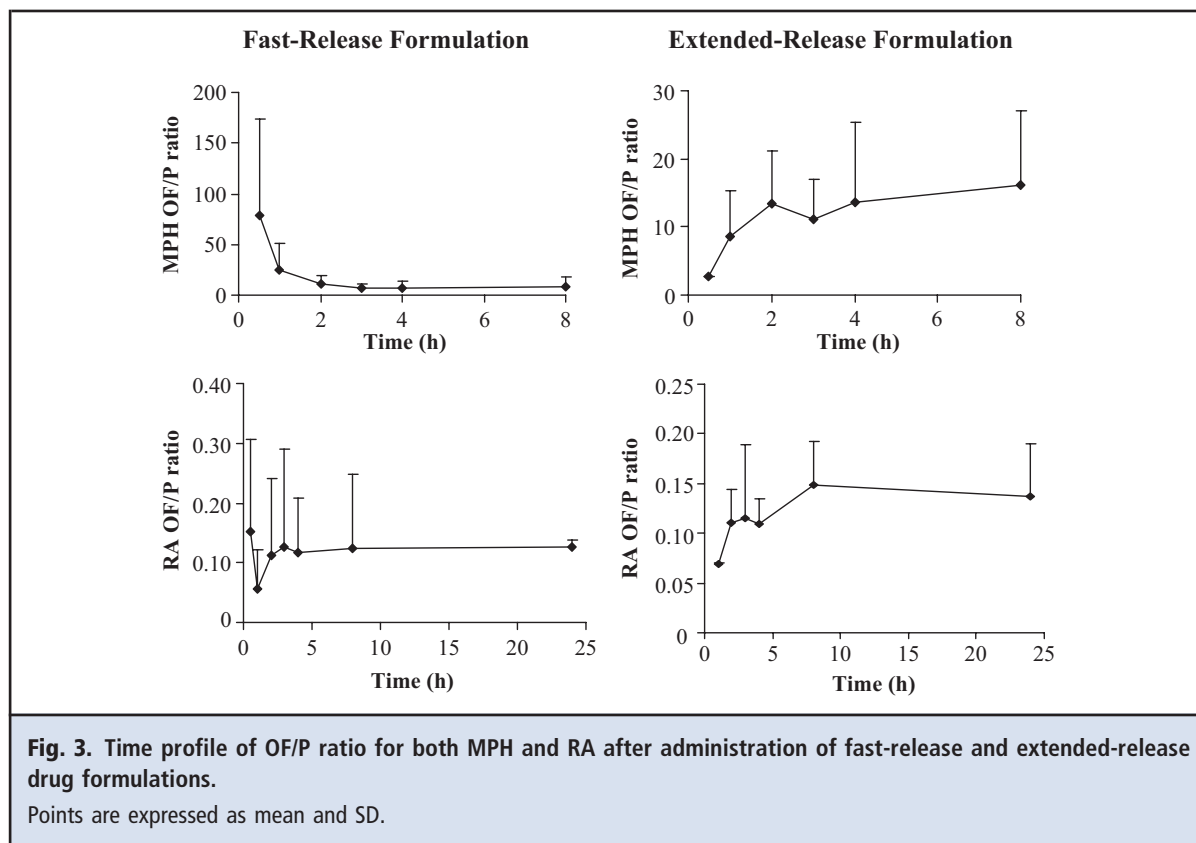 Fast-Release Formulation
Extended-Release Formulation
MPH OF/P ratio
200
150
100
50
0
0 2 4 6 8
Time (h)
MPH OF/P ratio
30
20
10
0
0 2 4 6 8
Time (h)
RA OF/P ratio
0.40
0.30
0.20
0.10
0
0 5 10 15 20 25
Time (h)
RA OF/P ratio
0.25
0.20
0.15
0.10
0.05
0
0 5 10 15 20 25
Time (h)
Fig. 3. Time profile of OF/P ratio for both MPH and RA after administration of fast-release and extended-release
drug formulations.
Points are expressed as mean and SD.